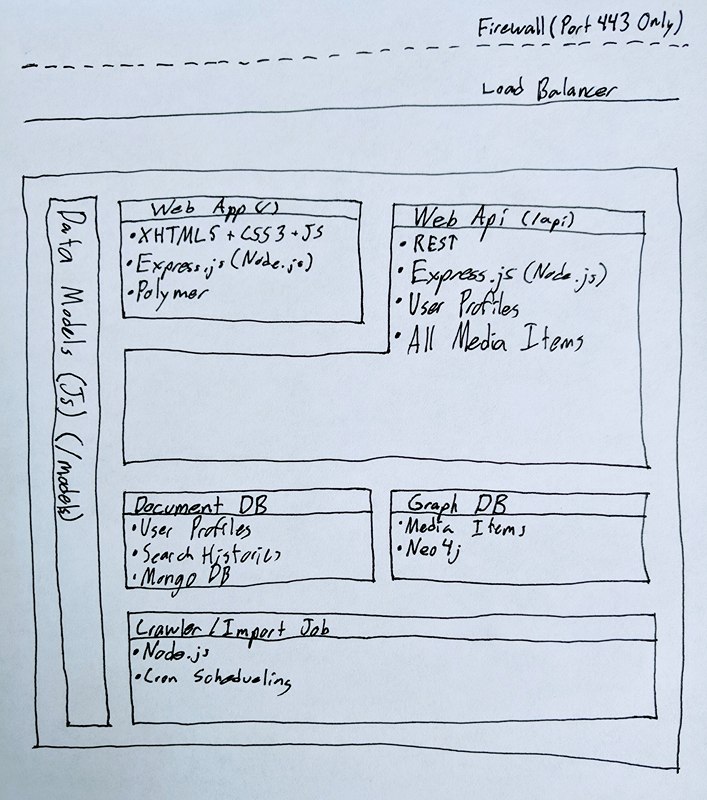 Firewall (Port 443 Only)
Load Balancer
Data Models (Js) (/models)
Web App (/)
• XHTML5 + CSS3 + JS
• Express.js (Node.js)
• Polymer
Web Api (/api)
• REST
• Express.js (Node.js)
• User Profiles
• All Media Items
Document DB
• User Profiles
• Search Histories
• Mongo DB
Graph DB
• Media Items
• Neo4j
Crawler / Import Job
• Node.js
• Cron Scheduling